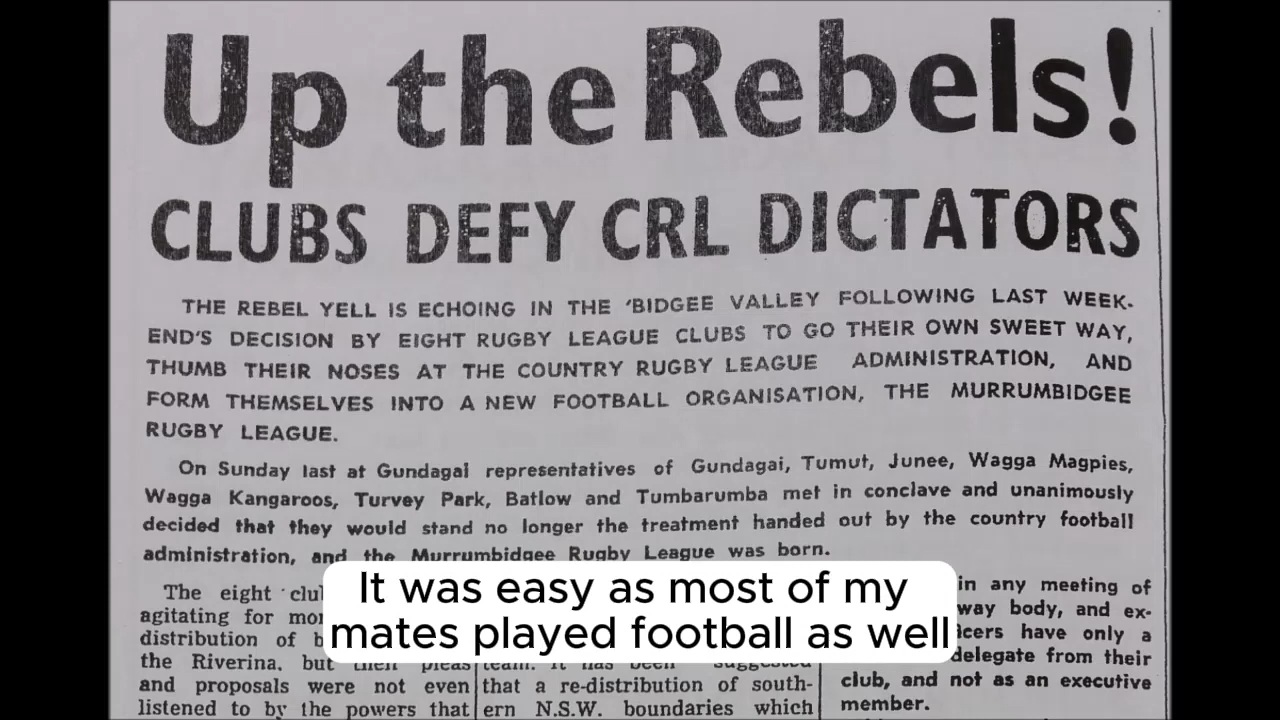 Up the Rebels!
CLUBS DEFY CRL DICTATORS
THE REBEL YELL IS ECHOING IN THE 'BIDGEE VALLEY FOLLOWING LAST WEEK-
END'S DECISION BY EIGHT RUGBY LEAGUE CLUBS TO GO THEIR OWN SWEET WAY,
THUMB THEIR NOSES AT THE COUNTRY RUGBY LEAGUE ADMINISTRATION, AND
FORM THEMSELVES INTO A NEW FOOTBALL ORGANISATION, THE MURRUMBIDGEE
RUGBY LEAGUE.
On Sunday last at Gundagai representatives of Gundagai, Tumut, Junee, Wagga Magpies,
Wagga Kangaroos, Turvey Park, Batlow and Tumbarumba met in conclave and unanimously
decided that they would stand no longer the treatment handed out by the country football
administration, and the Murrumbidgee Rugby League was born.
The eight
agitating for
distribution of
the Riverina, but their pleas
and proposals were not even
listened to by the powers that
team. It has been suggested
that a re-distribution of south-
ern N.S.W. boundaries which
in any meeting of
way body, and ex-
have only a
delegate from their
club, and not as an executive
member.
It was easy as most of my
mates played football as well